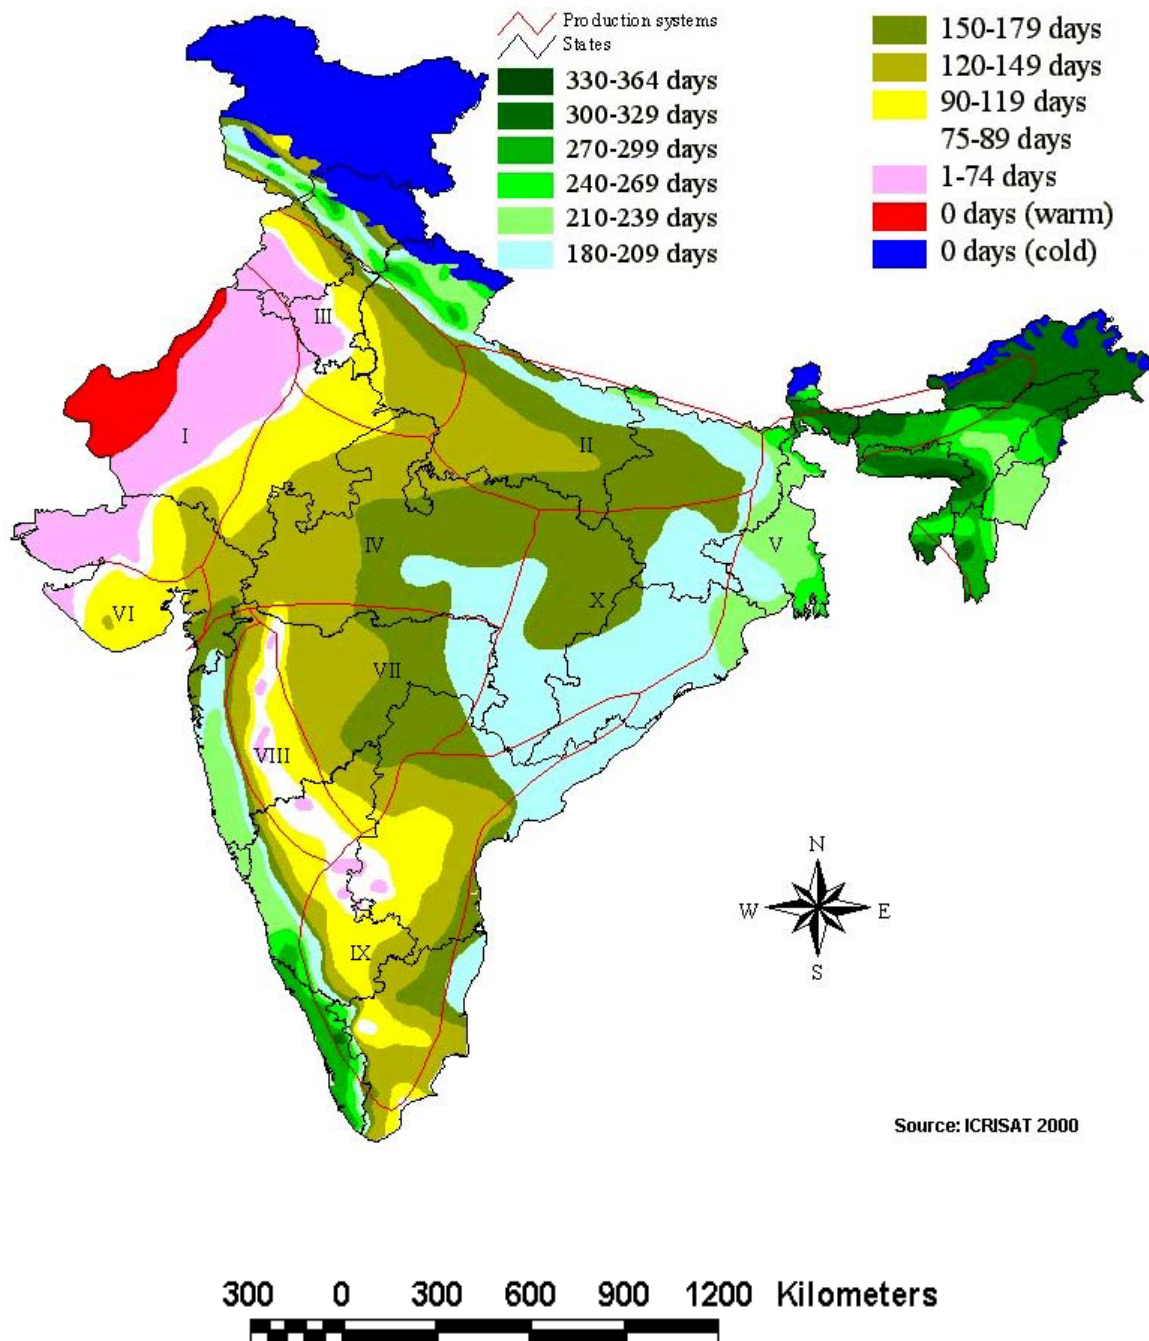 Production systems
States
330-364 days
300-329 days
270-299 days
240-269 days
210-239 days
180-209 days
150-179 days
120-149 days
90-119 days
75-89 days
1-74 days
0 days (warm)
0 days (cold)
III
I
II
IV
V
X
VI
VII
VIII
IX
N
W E
S
Source: ICRISAT 2000
300 0 300 600 900 1200 Kilometers